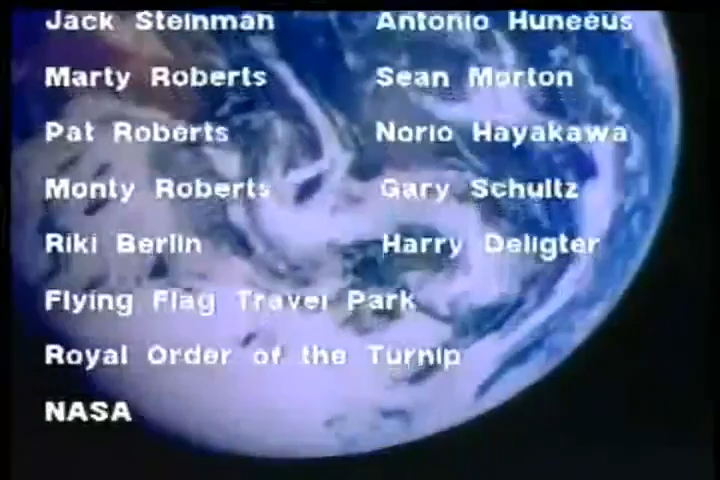 Jack Steinman Antonio Huneeus
Marty Roberts Sean Morton
Pat Roberts Norio Hayakawa
Monty Roberts Gary Schultz
Riki Berlin Harry Deligter
Flying Flag Travel Park
Royal Order of the Turnip
NASA